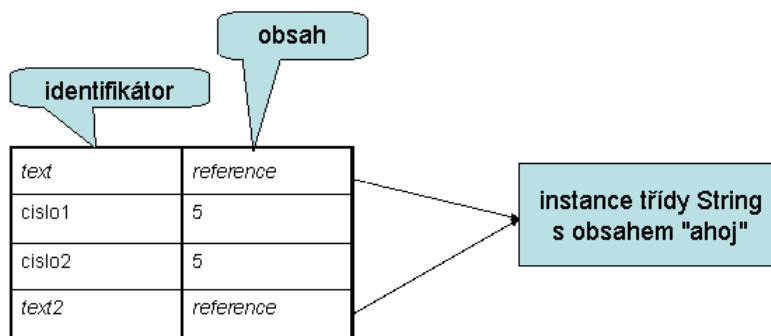 obsah
identifikátor
text reference
cislo1 5
cislo2 5
text2 reference
instance třídy String
s obsahem "ahoj"